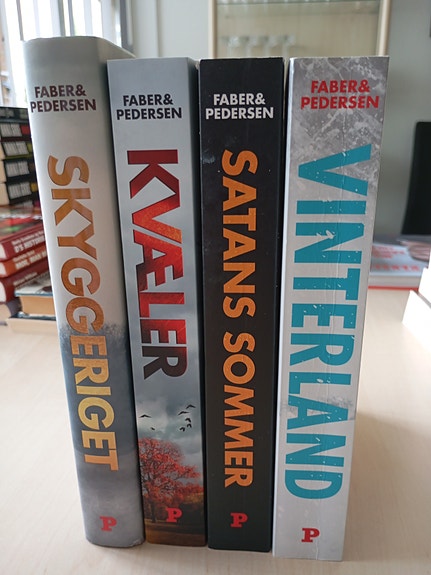 FABER&
PEDERSEN
SKYGGERIGET
P
FABER&
PEDERSEN
KVÆLER
P
FABER&
PEDERSEN
SATANS SOMMER
P
FABER&
PEDERSEN
VINTERLAND
P